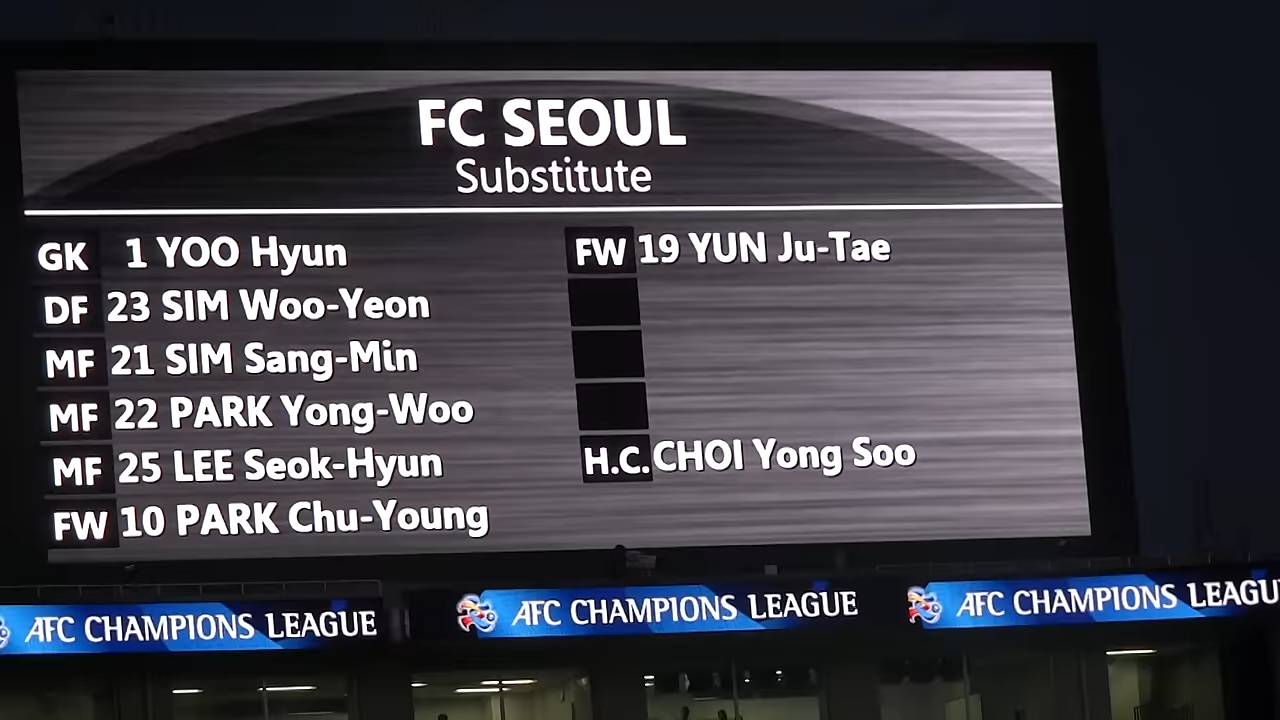 FC SEOUL
Substitute
GK 1 YOO Hyun
DF 23 SIM Woo-Yeon
MF 21 SIM Sang-Min
MF 22 PARK Yong-Woo
MF 25 LEE Seok-Hyun
FW 10 PARK Chu-Young
FW 19 YUN Ju-Tae
H.C. CHOI Yong Soo
AFC CHAMPIONS LEAGUE
AFC CHAMPIONS LEAGUE
AFC CHAMPIONS LEAGU